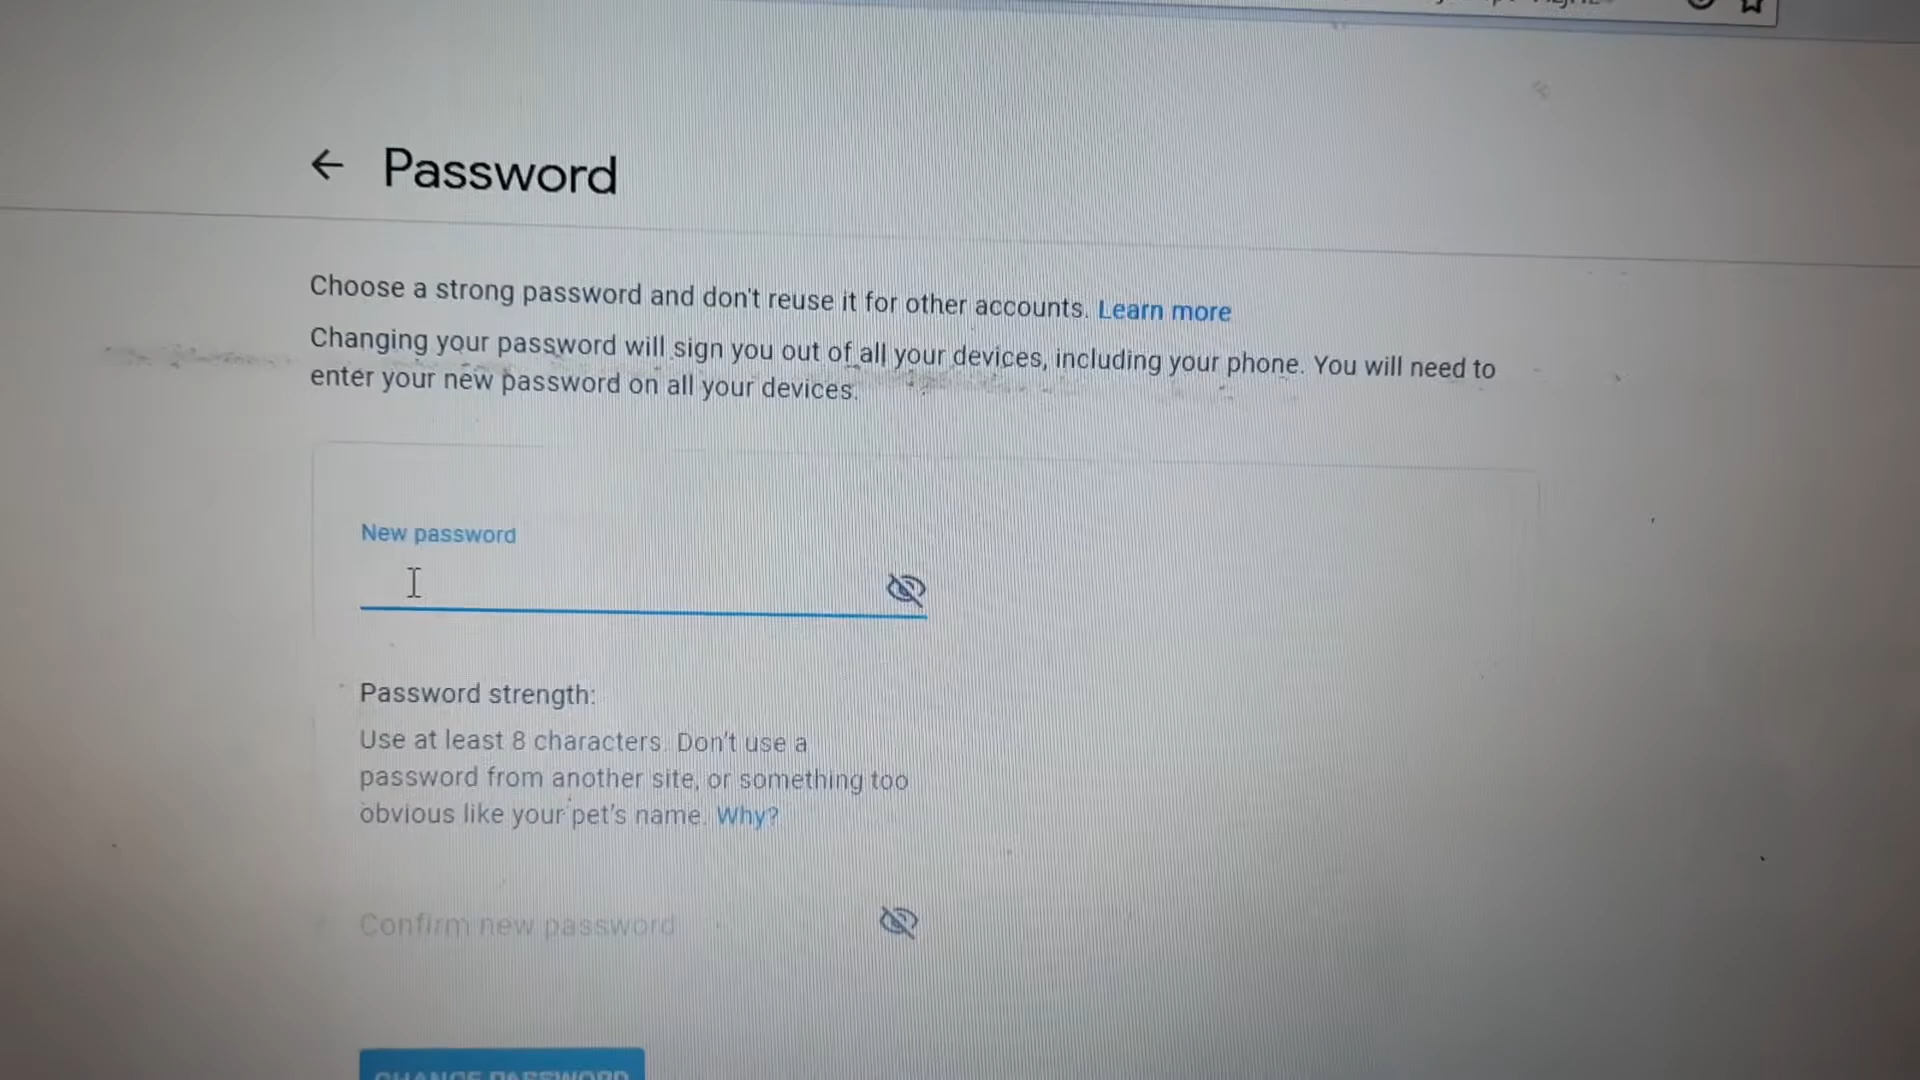 Password
Choose a strong password and don't reuse it for other accounts. Learn more
Changing your password will sign you out of all your devices, including your phone. You will need to
enter your new password on all your devices.
New password
Password strength:
Use at least 8 characters. Don't use a
password from another site, or something too
obvious like your pet's name. Why?
Confirm new password
CHANGE PASSWORD